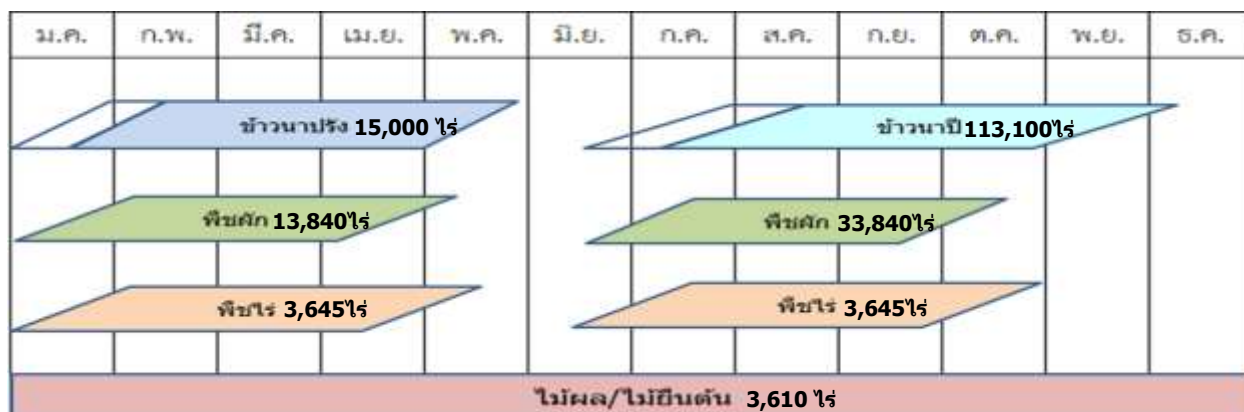 ม.ค. ก.พ. มี.ค. เม.ย. พ.ค. มิ.ย. ก.ค. ส.ค. ก.ย. ต.ค. พ.ย. ธ.ค.
ข้าวนาปรัง 15,000 ไร่ ข้าวนาปี 113,100ไร่
พืชผัก 13,840ไร่ พืชผัก 33,840ไร่
พืชไร่ 3,645ไร่ พืชไร่ 3,645ไร่
ไม้ผล/ไม้ยืนต้น 3,610 ไร่